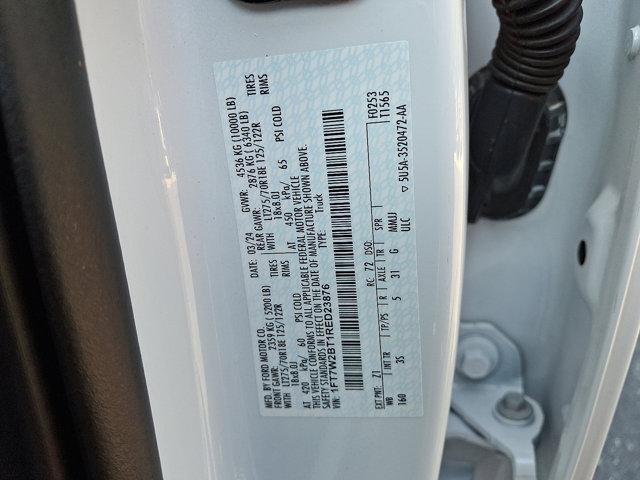 MFD. BY FORD MOTOR CO.
DATE: 03/24 GVWR: 4536 KG (10000 LB)
FRONT GAWR: 2359 KG (5200 LB) REAR GAWR: 2876 KG (6340 LB)
WITH LT275/70R18E 125/122R TIRES WITH LT275/70R18E 125/122R TIRES
18x8.0J RIMS 18x8.0J RIMS
AT 420 kPa/ 60 PSI COLD AT 450 kPa/ 65 PSI COLD
THIS VEHICLE CONFORMS TO ALL APPLICABLE FEDERAL MOTOR VEHICLE
SAFETY STANDARDS IN EFFECT ON THE DATE OF MANUFACTURE SHOWN ABOVE.
VIN: 1FT7W2BT1RED23876 TYPE: Truck
F0253
T1565
EXT PNT: Z1 RC: 72 DSO:
WB INT TR TP/PS R AXLE TR SPR
160 3S 5 31 G MMUJ
ULC
▽ 5U5A-3520472-AA